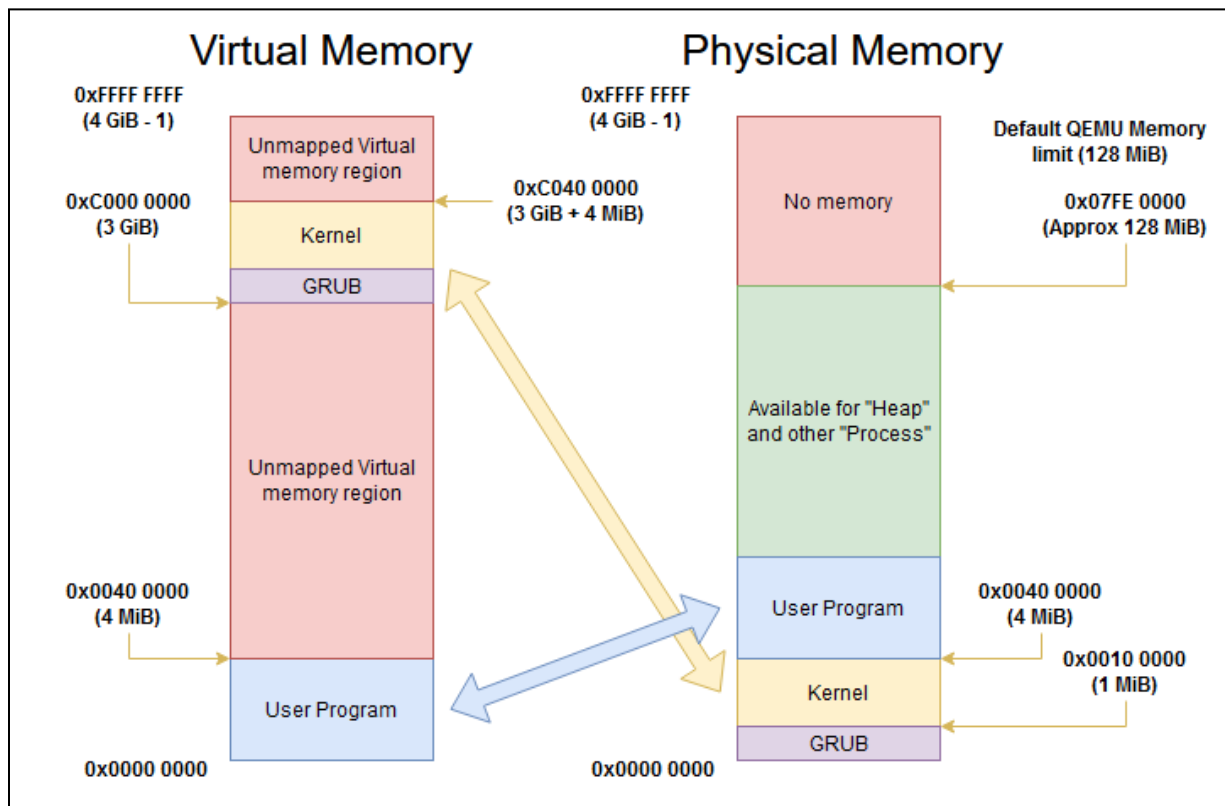 Virtual Memory
0xFFFF FFFF
(4 GiB - 1)
Unmapped Virtual
memory region
0xC000 0000
(3 GiB)
0xC040 0000
(3 GiB + 4 MiB)
Kernel
GRUB
Unmapped Virtual
memory region
0x0040 0000
(4 MiB)
User Program
0x0000 0000
Physical Memory
0xFFFF FFFF
(4 GiB - 1)
Default QEMU Memory
limit (128 MiB)
No memory
0x07FE 0000
(Approx 128 MiB)
Available for "Heap"
and other "Process"
User Program
0x0040 0000
(4 MiB)
Kernel
0x0010 0000
(1 MiB)
GRUB
0x0000 0000